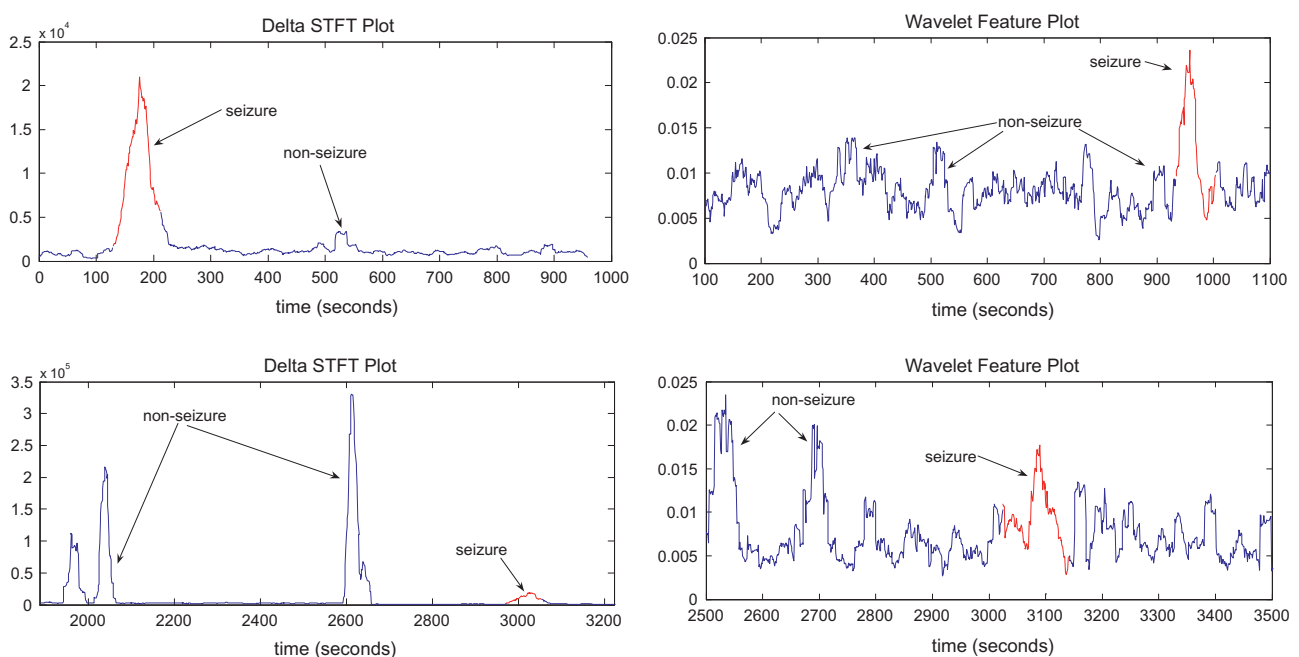 Delta STFT Plot
x 10⁴
2.5
2
1.5
1
0.5
0
seizure
non-seizure
0 100 200 300 400 500 600 700 800 900 1000
time (seconds)
Wavelet Feature Plot
0.025
0.02
0.015
0.01
0.005
0
seizure
non-seizure
100 200 300 400 500 600 700 800 900 1000 1100
time (seconds)
Delta STFT Plot
x 10⁵
3.5
3
2.5
2
1.5
1
0.5
0
non-seizure
seizure
2000 2200 2400 2600 2800 3000 3200
time (seconds)
Wavelet Feature Plot
0.025
0.02
0.015
0.01
0.005
0
non-seizure
seizure
2500 2600 2700 2800 2900 3000 3100 3200 3300 3400 3500
time (seconds)